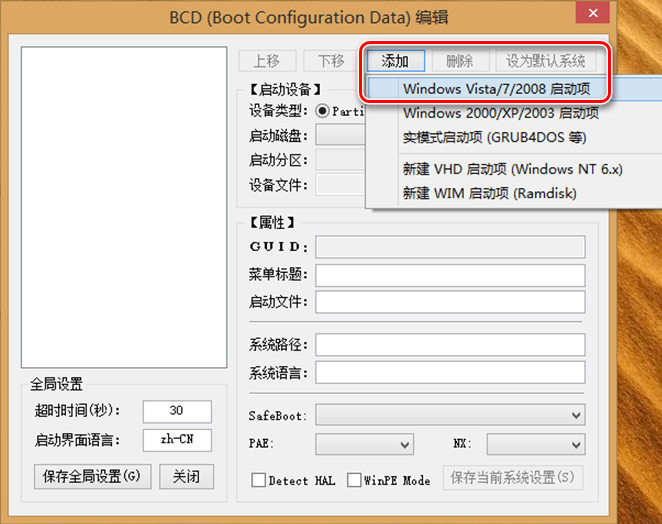 BCD (Boot Configuration Data) 编辑
上移 下移 添加 删除 设为默认系统
Windows Vista/7/2008 启动项
Windows 2000/XP/2003 启动项
实模式启动项 (GRUB4DOS 等)
新建 VHD 启动项 (Windows NT 6.x)
新建 WIM 启动项 (Ramdisk)
【启动设备】
设备类型: Parti
启动磁盘:
启动分区:
设备文件:
【属性】
GUID:
菜单标题:
启动文件:
系统路径:
系统语言:
SafeBoot:
PAE: NX:
Detect HAL WinPE Mode 保存当前系统设置(S)
全局设置
超时时间(秒): 30
启动界面语言: zh-CN
保存全局设置(G) 关闭